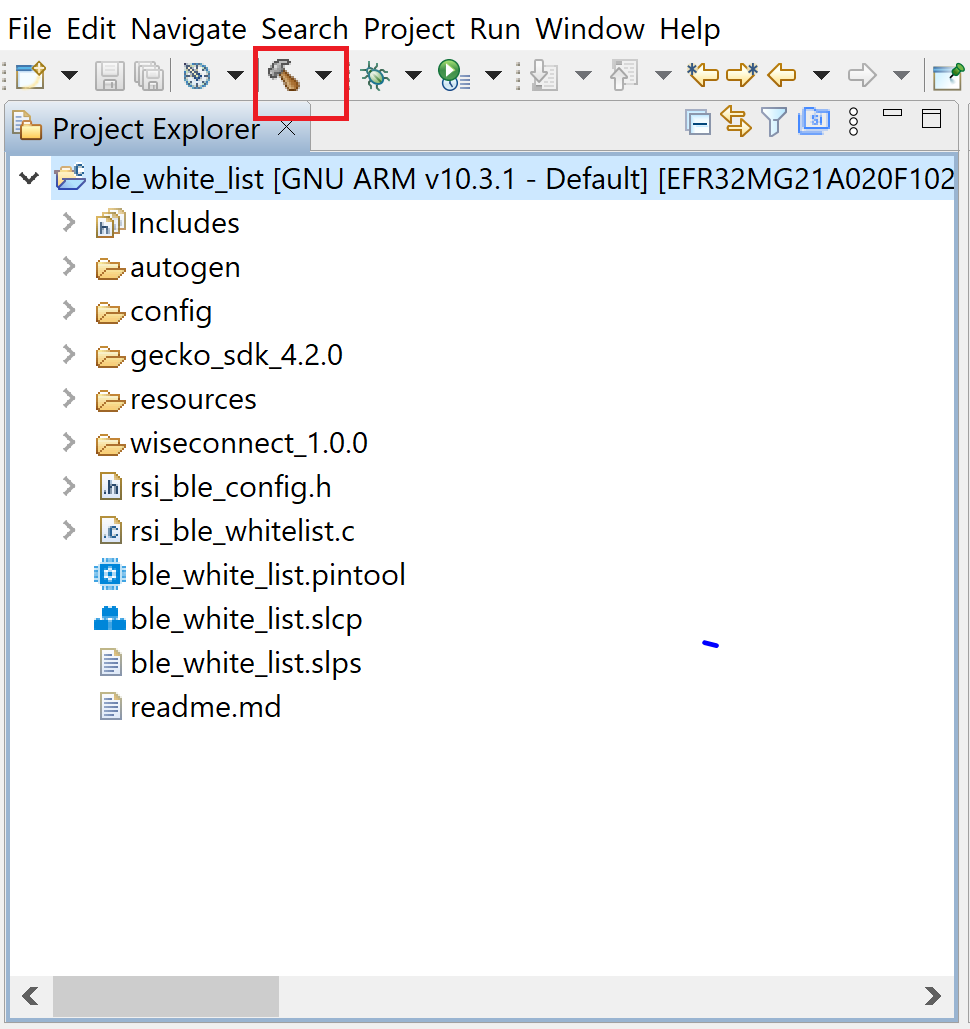 File Edit Navigate Search Project Run Window Help
Project Explorer
ble_white_list [GNU ARM v10.3.1 - Default] [EFR32MG21A020F102
Includes
autogen
config
gecko_sdk_4.2.0
resources
wiseconnect_1.0.0
rsi_ble_config.h
rsi_ble_whitelist.c
ble_white_list.pintool
ble_white_list.slcp
ble_white_list.slps
readme.md